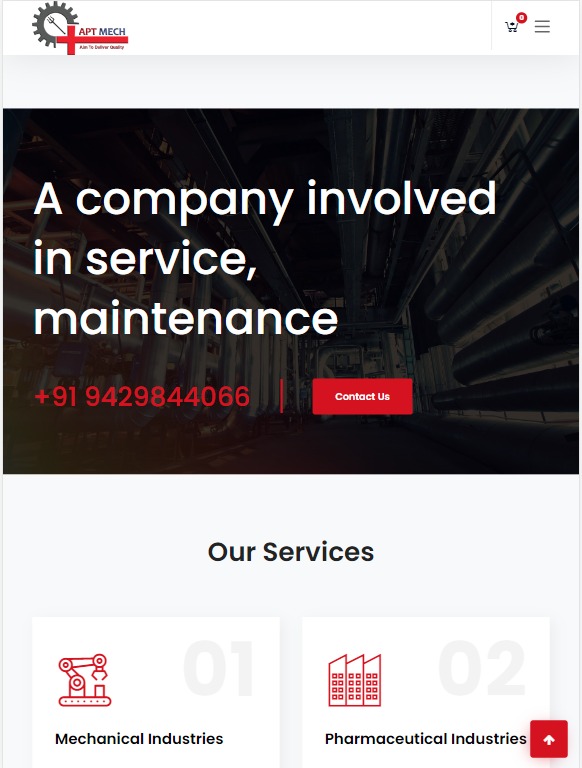 APT MECH
Aim To Deliver Quality
0
A company involved
in service,
maintenance
+91 9429844066
Contact Us
Our Services
01
02
Mechanical Industries
Pharmaceutical Industries